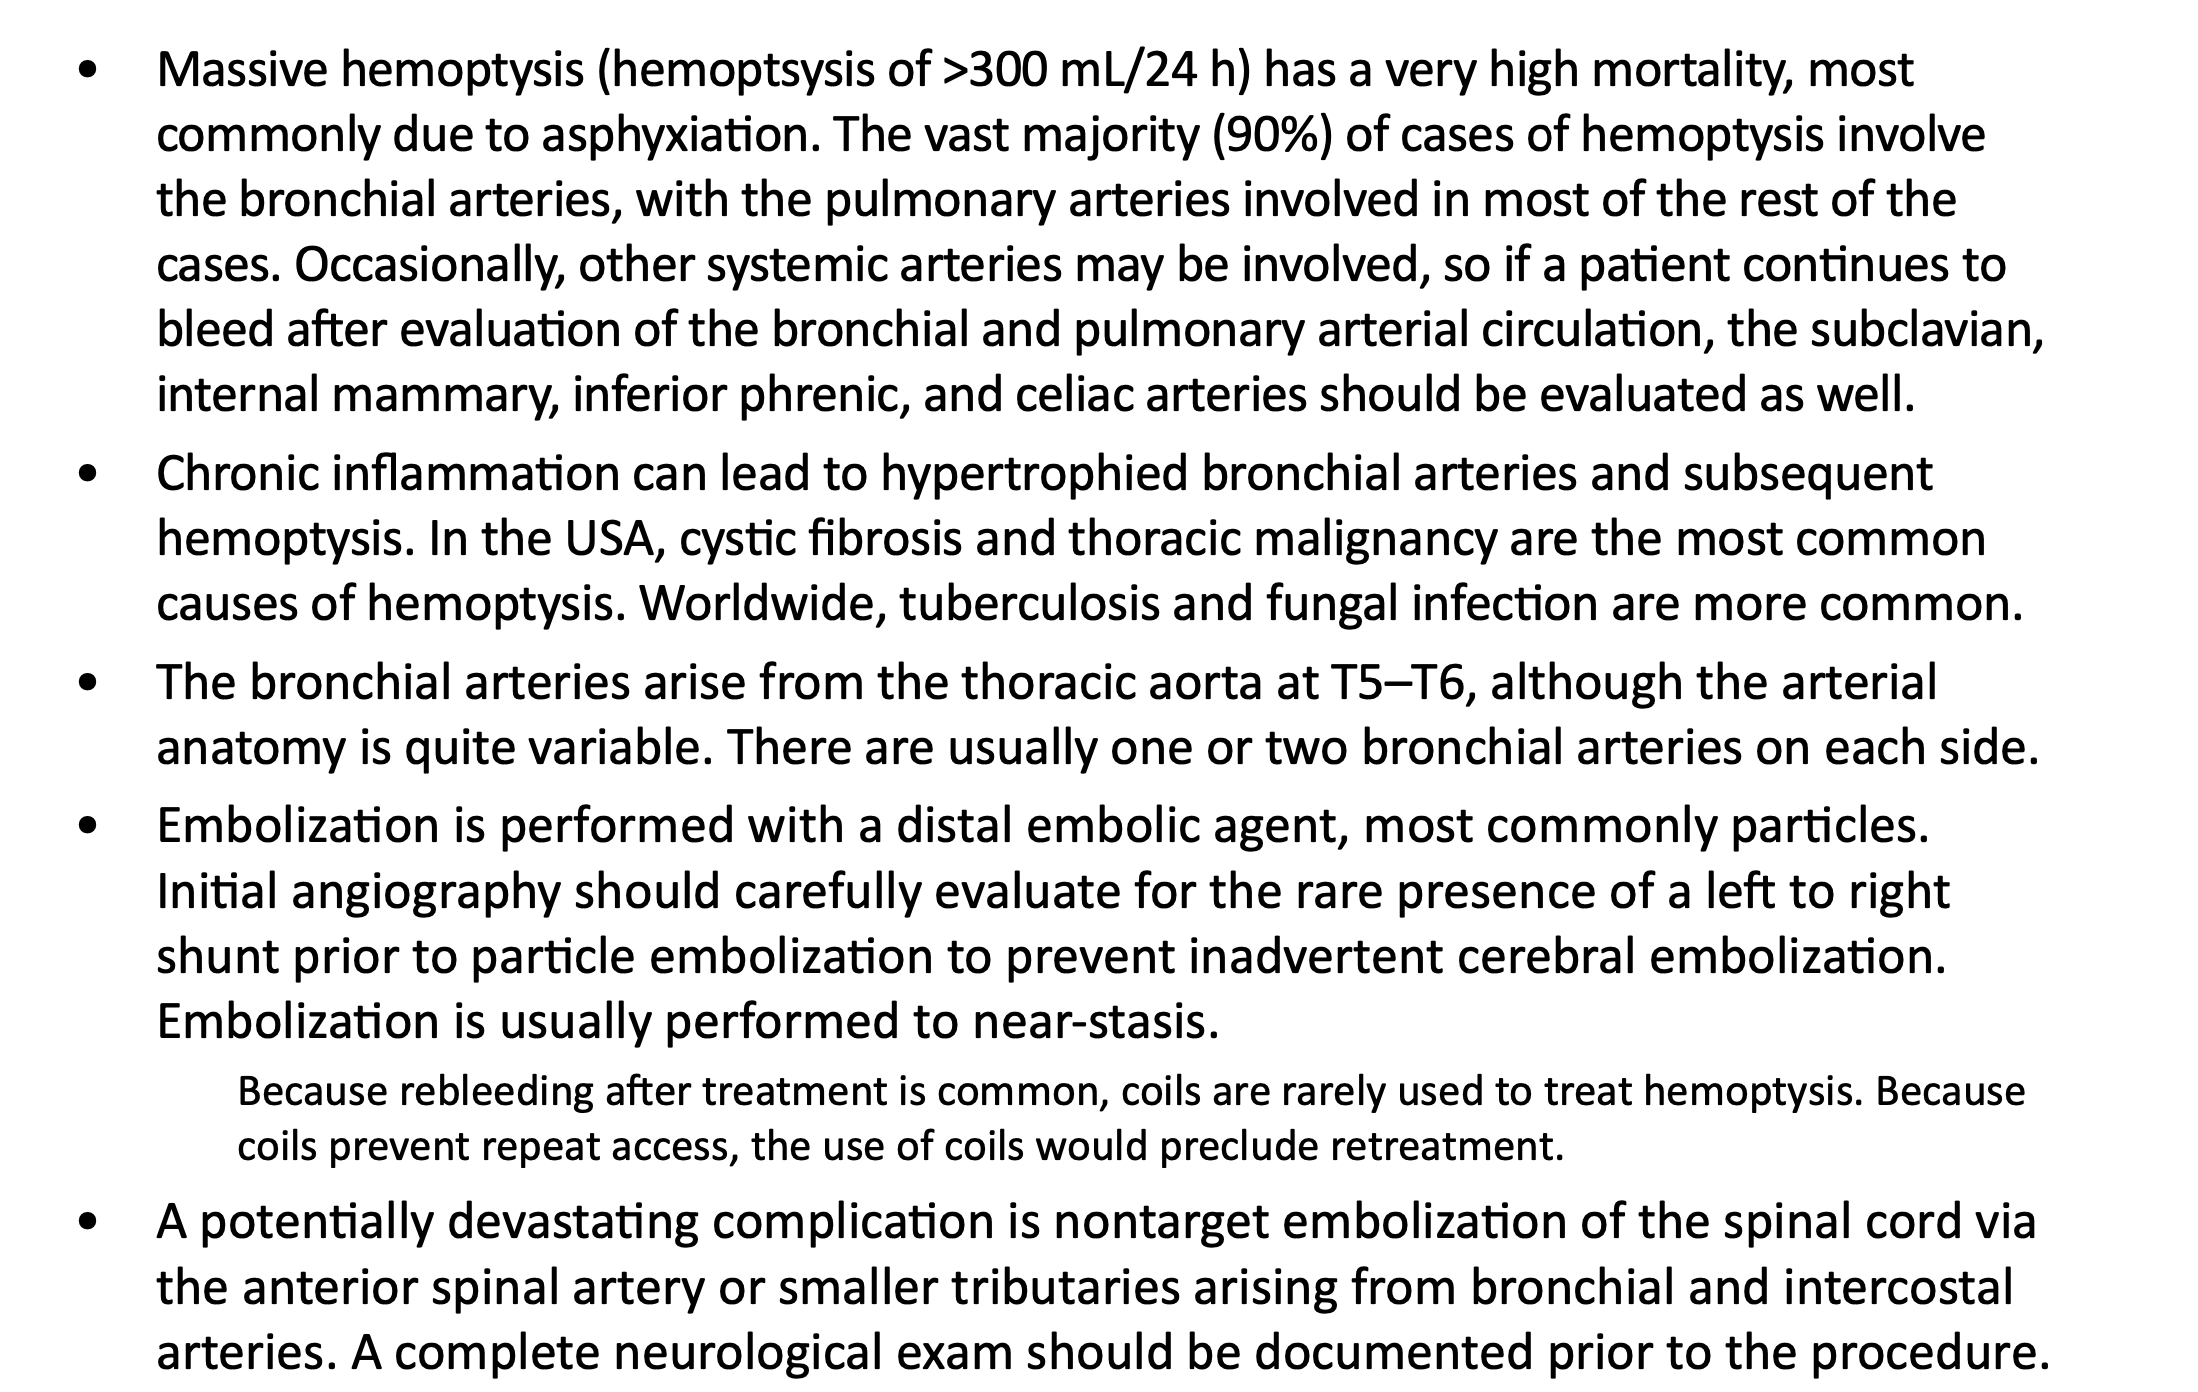 • Massive hemoptysis (hemoptsysis of >300 mL/24 h) has a very high mortality, most
commonly due to asphyxiation. The vast majority (90%) of cases of hemoptysis involve
the bronchial arteries, with the pulmonary arteries involved in most of the rest of the
cases. Occasionally, other systemic arteries may be involved, so if a patient continues to
bleed after evaluation of the bronchial and pulmonary arterial circulation, the subclavian,
internal mammary, inferior phrenic, and celiac arteries should be evaluated as well.
• Chronic inflammation can lead to hypertrophied bronchial arteries and subsequent
hemoptysis. In the USA, cystic fibrosis and thoracic malignancy are the most common
causes of hemoptysis. Worldwide, tuberculosis and fungal infection are more common.
• The bronchial arteries arise from the thoracic aorta at T5–T6, although the arterial
anatomy is quite variable. There are usually one or two bronchial arteries on each side.
• Embolization is performed with a distal embolic agent, most commonly particles.
Initial angiography should carefully evaluate for the rare presence of a left to right
shunt prior to particle embolization to prevent inadvertent cerebral embolization.
Embolization is usually performed to near-stasis.
Because rebleeding after treatment is common, coils are rarely used to treat hemoptysis. Because
coils prevent repeat access, the use of coils would preclude retreatment.
• A potentially devastating complication is nontarget embolization of the spinal cord via
the anterior spinal artery or smaller tributaries arising from bronchial and intercostal
arteries. A complete neurological exam should be documented prior to the procedure.